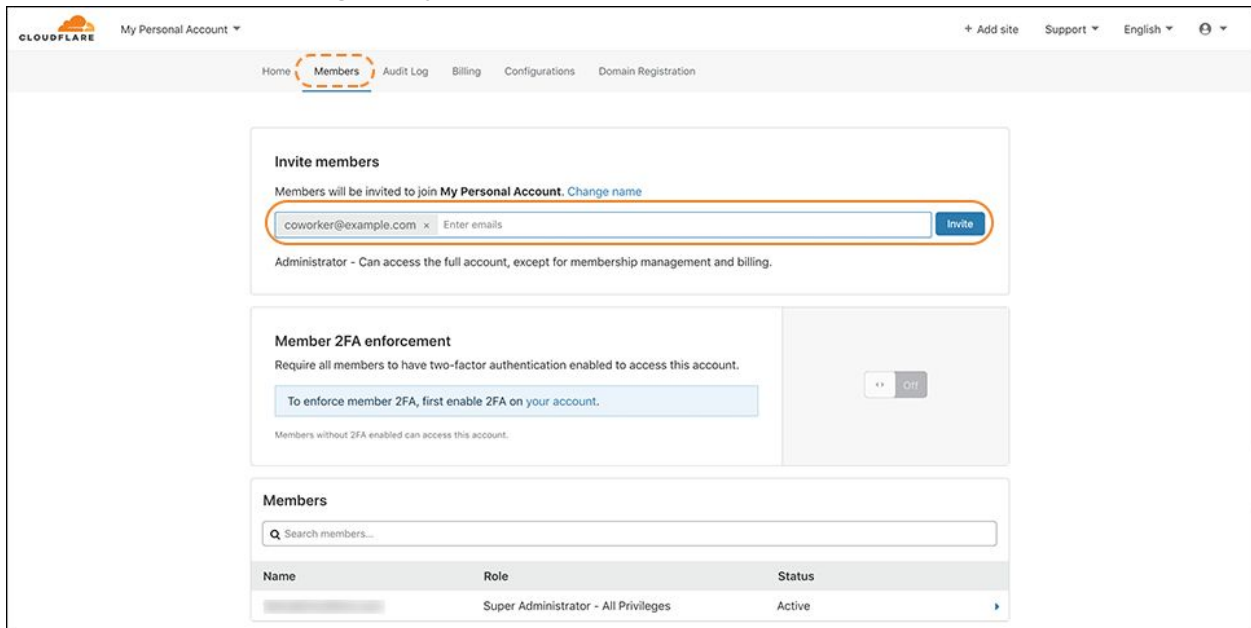 CLOUDFLARE
My Personal Account
+ Add site
Support
English
Home
Members
Audit Log
Billing
Configurations
Domain Registration
Invite members
Members will be invited to join My Personal Account. Change name
coworker@example.com × Enter emails
Invite
Administrator - Can access the full account, except for membership management and billing.
Member 2FA enforcement
Require all members to have two-factor authentication enabled to access this account.
To enforce member 2FA, first enable 2FA on your account.
Members without 2FA enabled can access this account.
Off
Members
Search members...
Name Role Status
Super Administrator - All Privileges Active